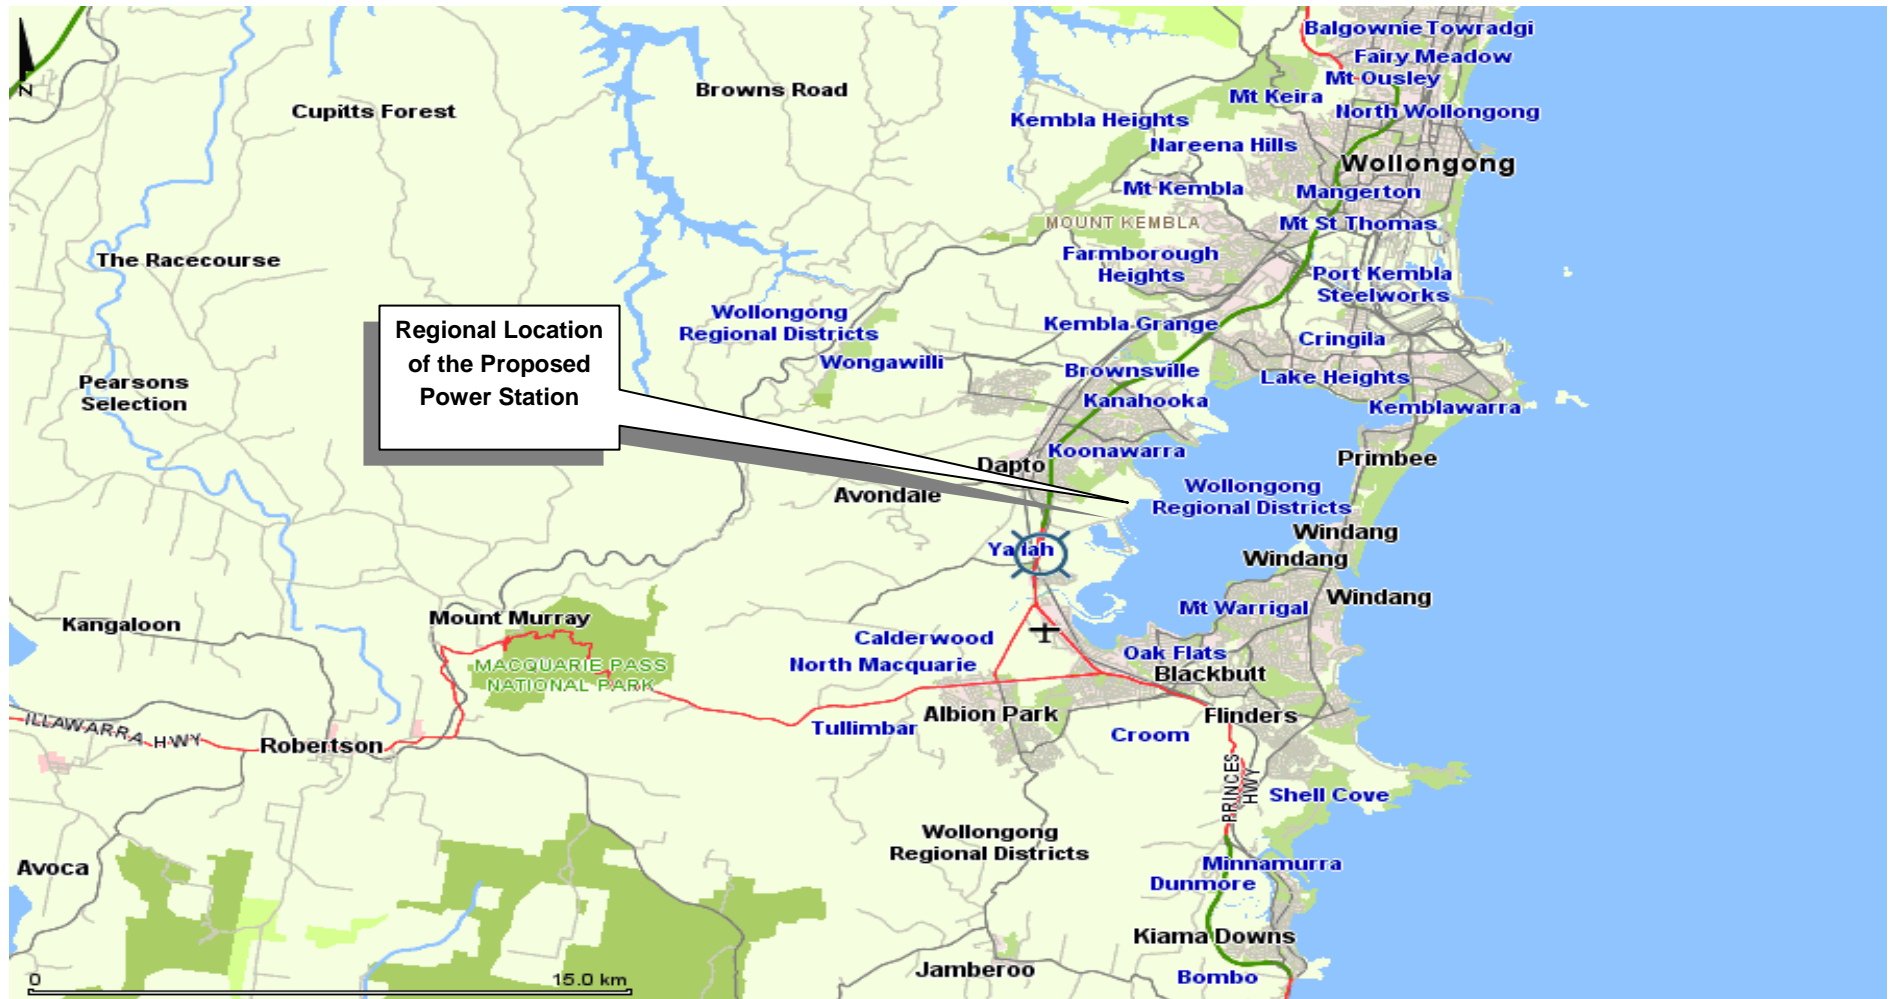 Balgownie Towradgi
Fairy Meadow
Mt Ousley
Mt Keira
North Wollongong
Browns Road
Cupitts Forest
Kembla Heights
Nareena Hills
Wollongong
Mt Kembla
Mangerton
MOUNT KEMBLA
Mt St Thomas
Farmborough
Heights
The Racecourse
Port Kembla
Steelworks
Regional Location
of the Proposed
Power Station
Wollongong
Regional Districts
Kembla Grange
Cringila
Wongawilli
Brownsville
Lake Heights
Pearsons
Selection
Kanahooka
Kemblawarra
Koonawarra
Dapto
Primbee
Avondale
Wollongong
Regional Districts
Windang
Yallah
Windang
Windang
Mt Warrigal
Kangaloon
Mount Murray
Calderwood
North Macquarie
Oak Flats
Blackbutt
MACQUARIE PASS
NATIONAL PARK
Albion Park
Flinders
ILLAWARRA HWY
Tullimbar
Croom
Robertson
PRINCES
HWY
Shell Cove
Wollongong
Regional Districts
Avoca
Minnamurra
Dunmore
Kiama Downs
Jamberoo
Bombo
N
0
15.0 km